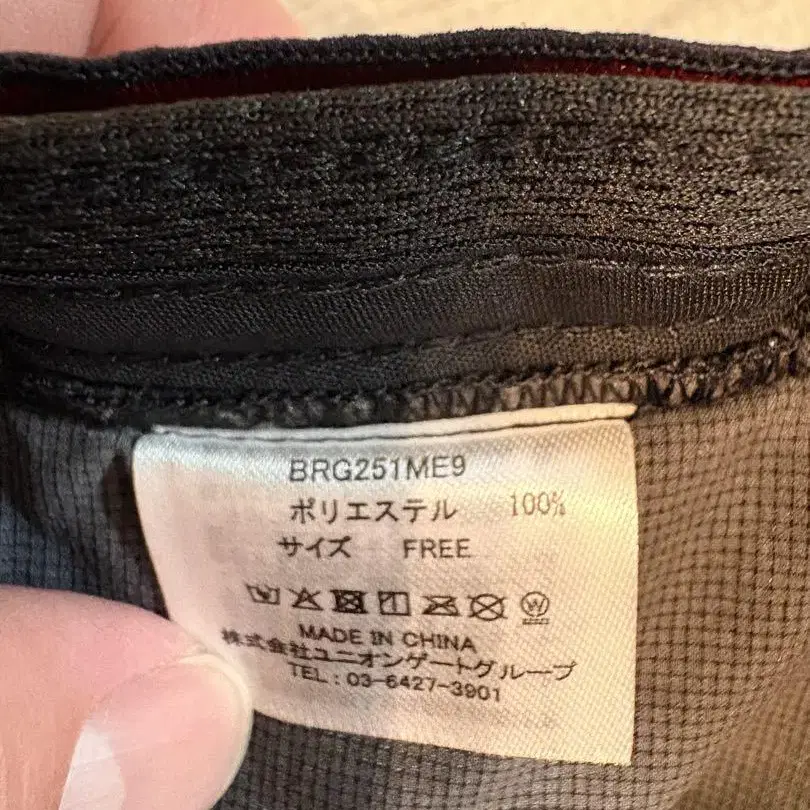 BRG251ME9
ポリエステル 100%
サイズ FREE
W
MADE IN CHINA
株式会社ユニオンゲートグループ
TEL : 03-6427-3901